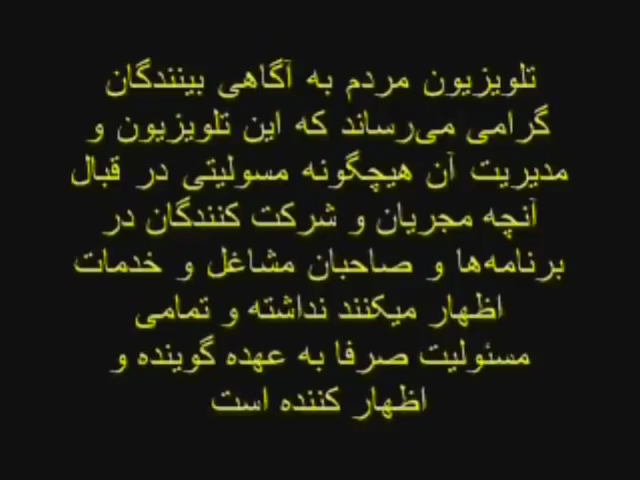 تلویزیون مردم به آگاهی بینندگان
گرامی می‌رساند که این تلویزیون و
مدیریت آن هیچگونه مسولیتی در قبال
آنچه مجریان و شرکت کنندگان در
برنامه‌ها و صاحبان مشاغل و خدمات
اظهار میکنند نداشته و تمامی
مسئولیت صرفا به عهده گوینده و
اظهار کننده است